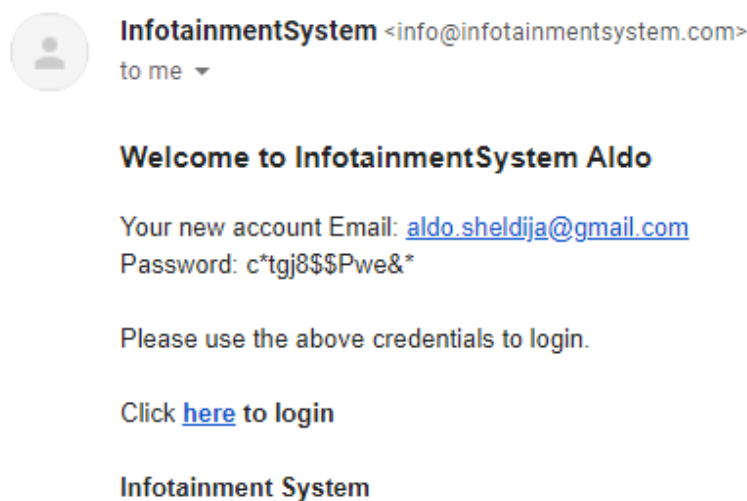 InfotainmentSystem <info@infotainmentsystem.com>
to me
Welcome to InfotainmentSystem Aldo
Your new account Email: aldo.sheldija@gmail.com
Password: c*tgj8$$Pwe&*
Please use the above credentials to login.
Click here to login
Infotainment System